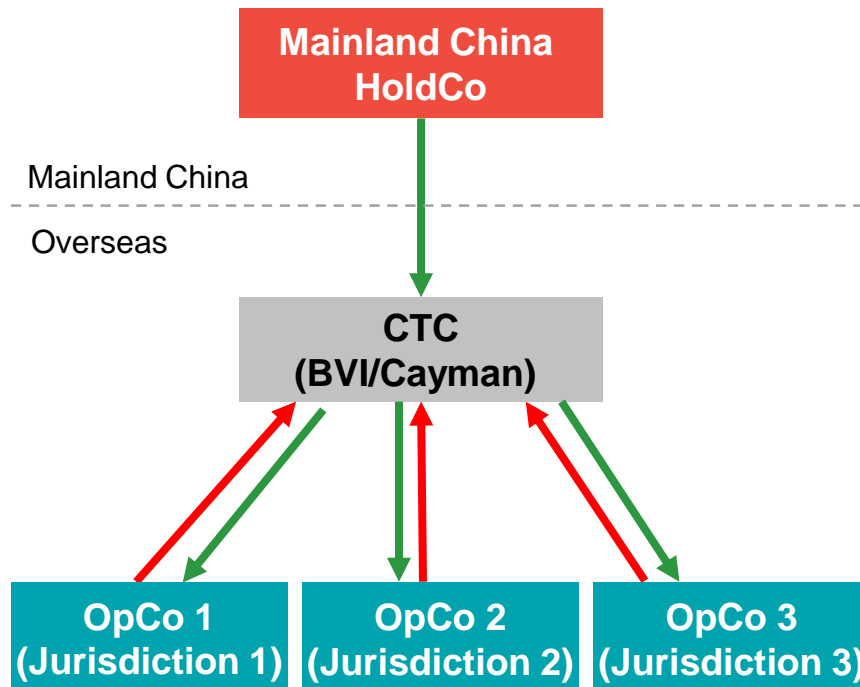 Mainland China
HoldCo
Mainland China
Overseas
CTC
(BVI/Cayman)
OpCo 1
(Jurisdiction 1)
OpCo 2
(Jurisdiction 2)
OpCo 3
(Jurisdiction 3)